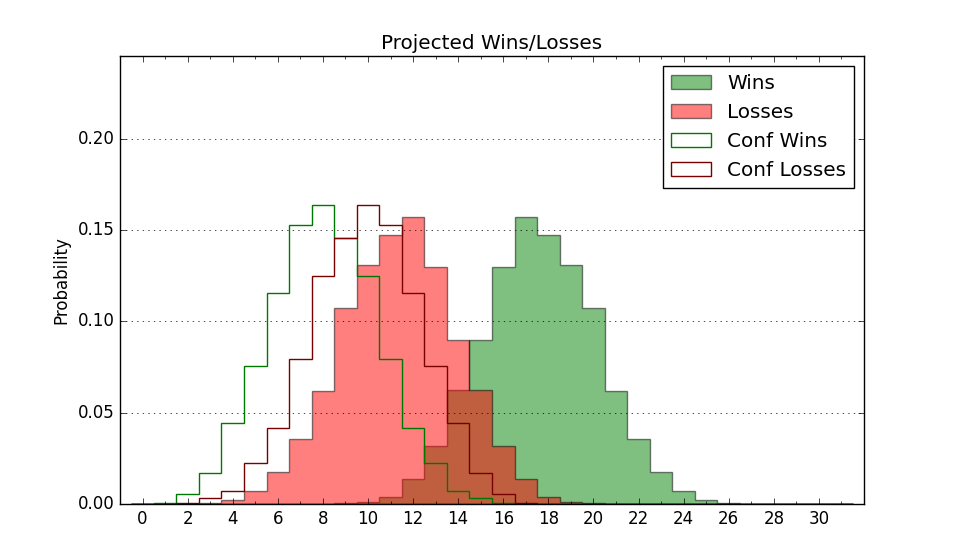 Projected Wins/Losses
Wins
Losses
Conf Wins
Conf Losses
Probability
0.20
0.15
0.10
0.05
0.00
0 2 4 6 8 10 12 14 16 18 20 22 24 26 28 30